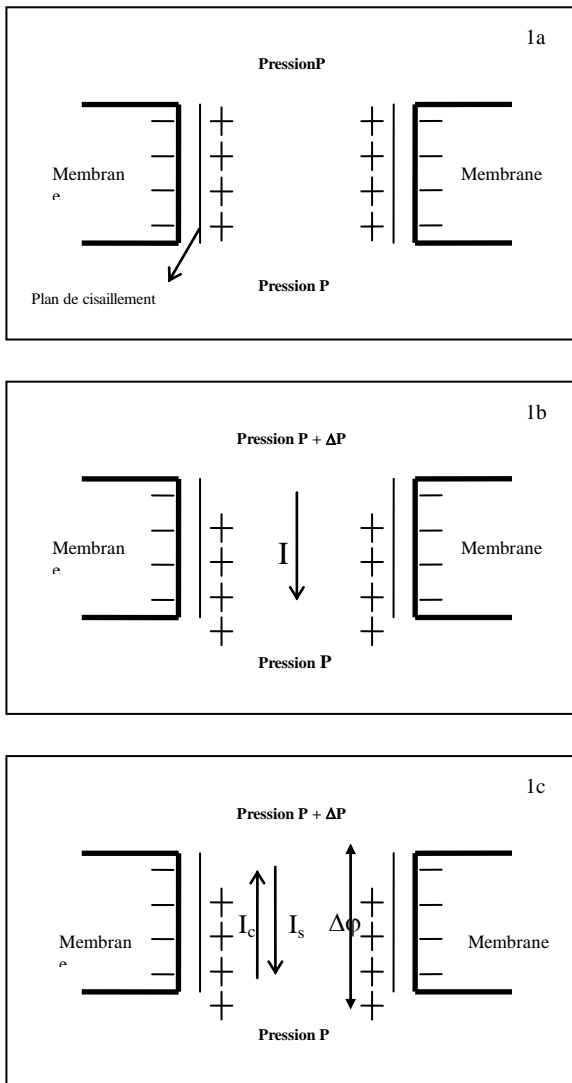 1a
PressionP
Membran
e
Membrane
Pression P
Plan de cisaillement
1b
Pression P + ΔP
Membran
e
I
Membrane
Pression P
1c
Pression P + ΔP
Membran
e
Ic
Is
Δφ
Membrane
Pression P